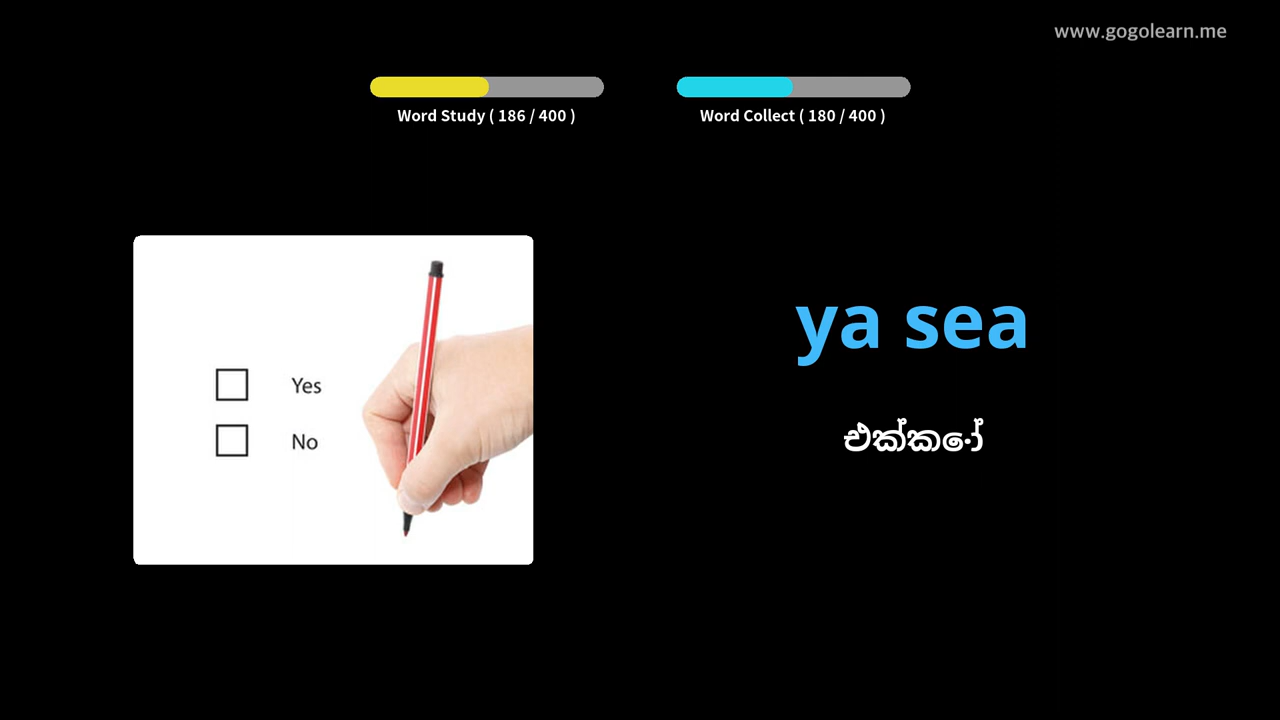 www.gogolearn.me
Word Study ( 186 / 400 )
Word Collect ( 180 / 400 )
Yes
No
ya sea
එක්කෝ